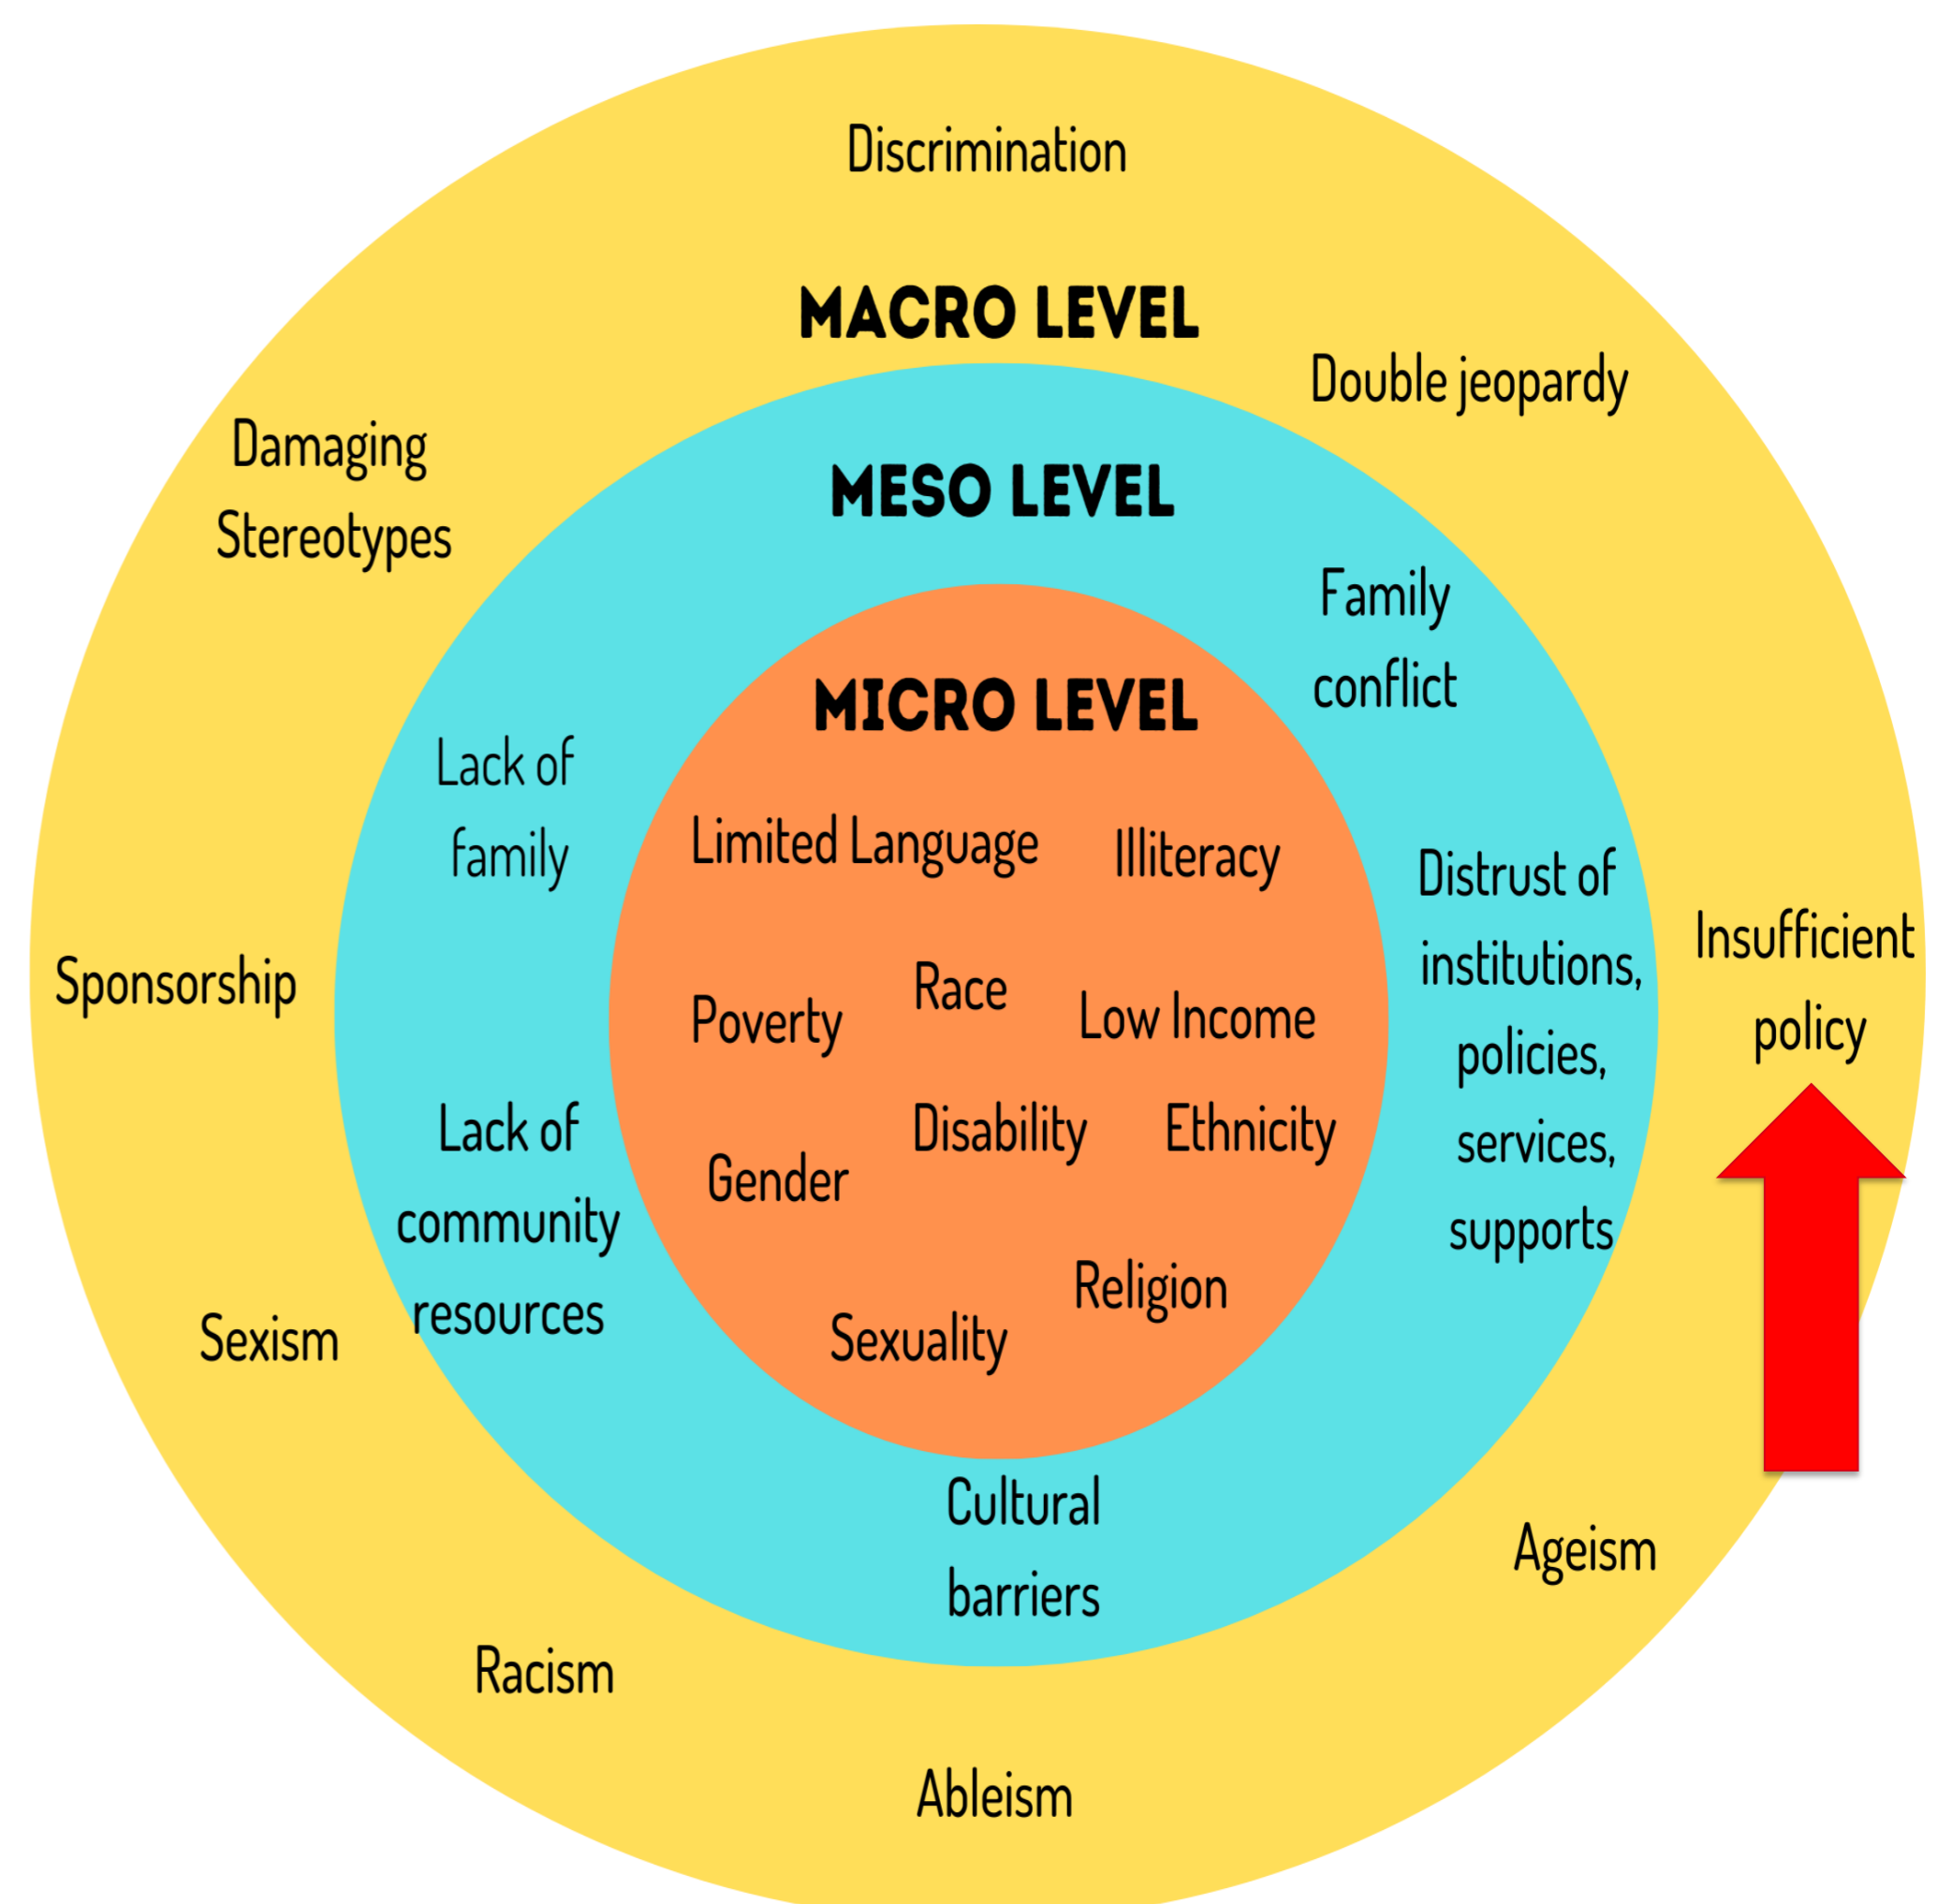 Discrimination
MACRO LEVEL
Double jeopardy
Damaging
Stereotypes
MESO LEVEL
Family
conflict
MICRO LEVEL
Lack of
family
Limited Language
Illiteracy
Distrust of
institutions,
policies,
services,
supports
Insufficient
policy
Sponsorship
Race
Poverty
Low Income
Lack of
community
resources
Disability
Ethnicity
Gender
Religion
Sexuality
Sexism
Cultural
barriers
Ageism
Racism
Ableism